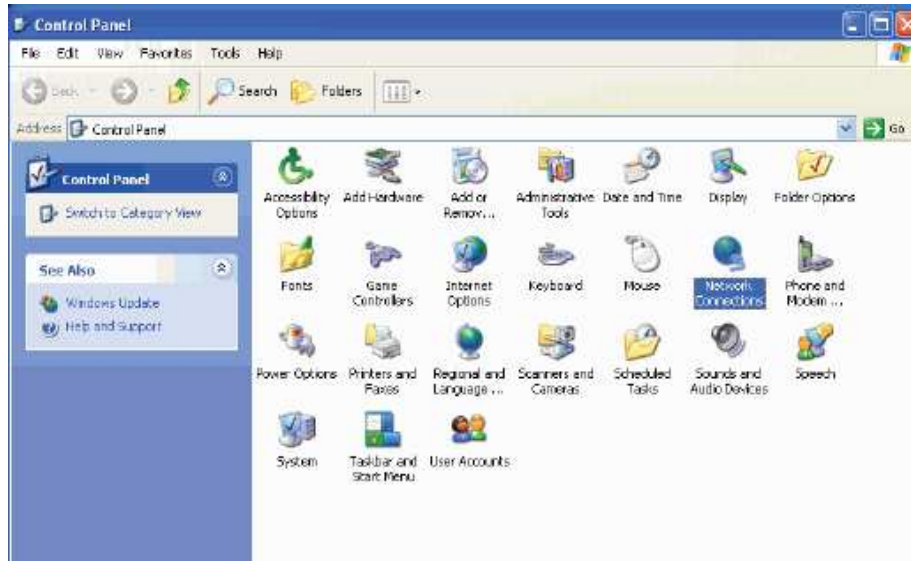 Control Panel
File Edit View Favorites Tools Help
Back Search Folders
Address Control Panel Go
Control Panel
Switch to Category View
See Also
Windows Update
Help and Support
Accessibility Options
Add Hardware
Add or Remov...
Administrative Tools
Date and Time
Display
Folder Options
Fonts
Game Controllers
Internet Options
Keyboard
Mouse
Network Connections
Phone and Modem ...
Power Options
Printers and Faxes
Regional and Language ...
Scanners and Cameras
Scheduled Tasks
Sounds and Audio Devices
Speech
System
Taskbar and Start Menu
User Accounts